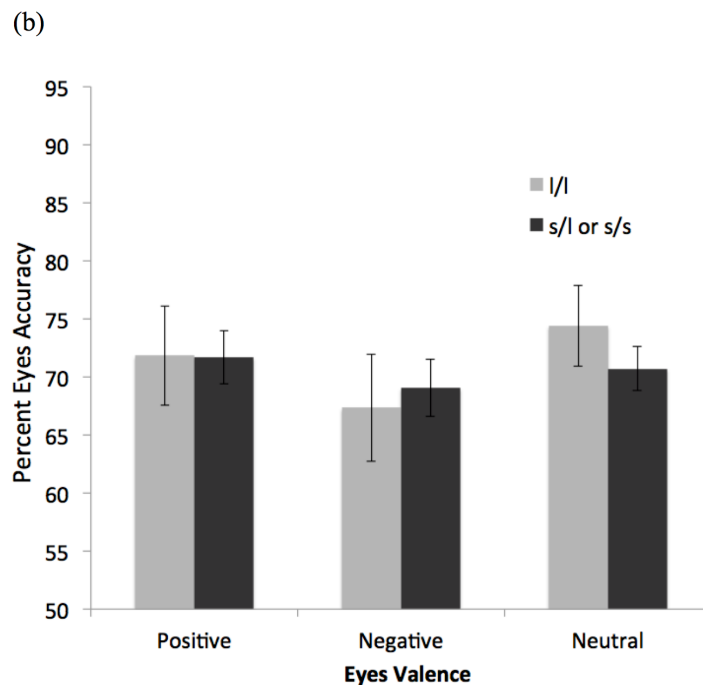 (b)
95
90
85
80
75
70
65
60
55
50
Percent Eyes Accuracy
l/l
s/l or s/s
Positive Negative Neutral
Eyes Valence